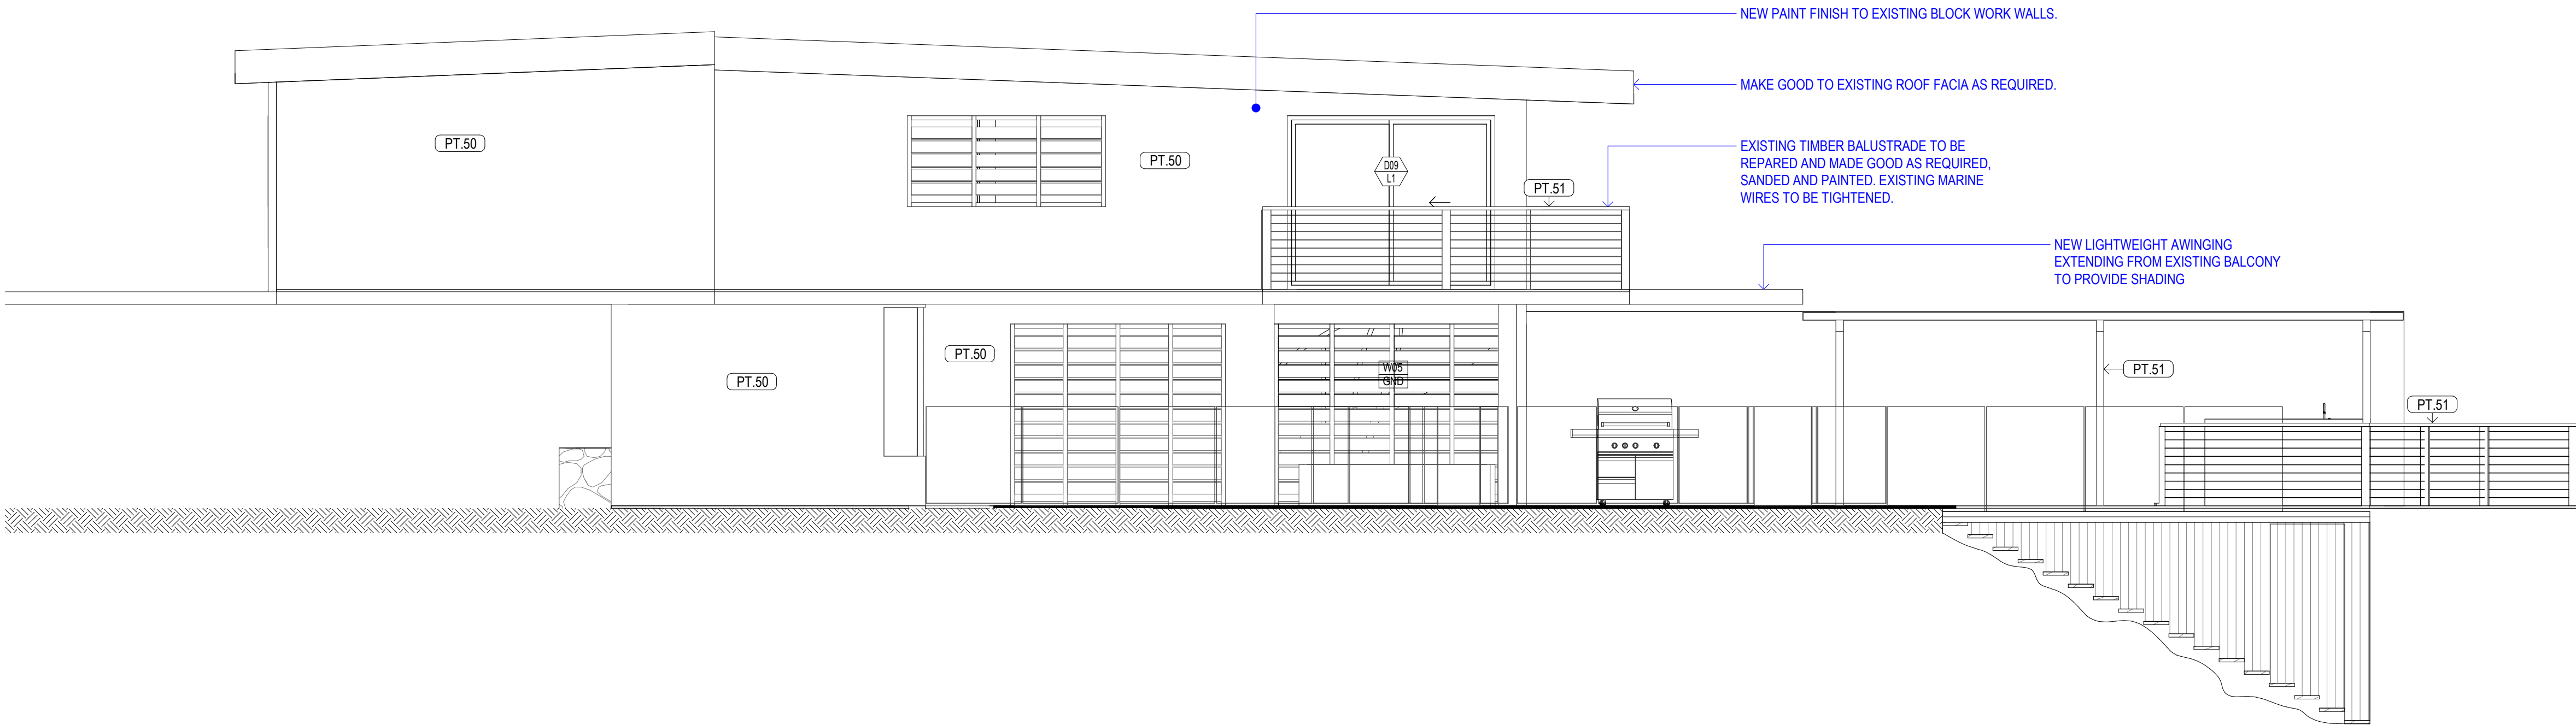 NEW PAINT FINISH TO EXISTING BLOCK WORK WALLS.
MAKE GOOD TO EXISTING ROOF FACIA AS REQUIRED.
PT.50
EXISTING TIMBER BALUSTRADE TO BE
REPARED AND MADE GOOD AS REQUIRED,
SANDED AND PAINTED. EXISTING MARINE
WIRES TO BE TIGHTENED.
PT.50
D09
L1
PT.51
NEW LIGHTWEIGHT AWINGING
EXTENDING FROM EXISTING BALCONY
TO PROVIDE SHADING
PT.50
PT.50
W05
GND
PT.51
PT.51